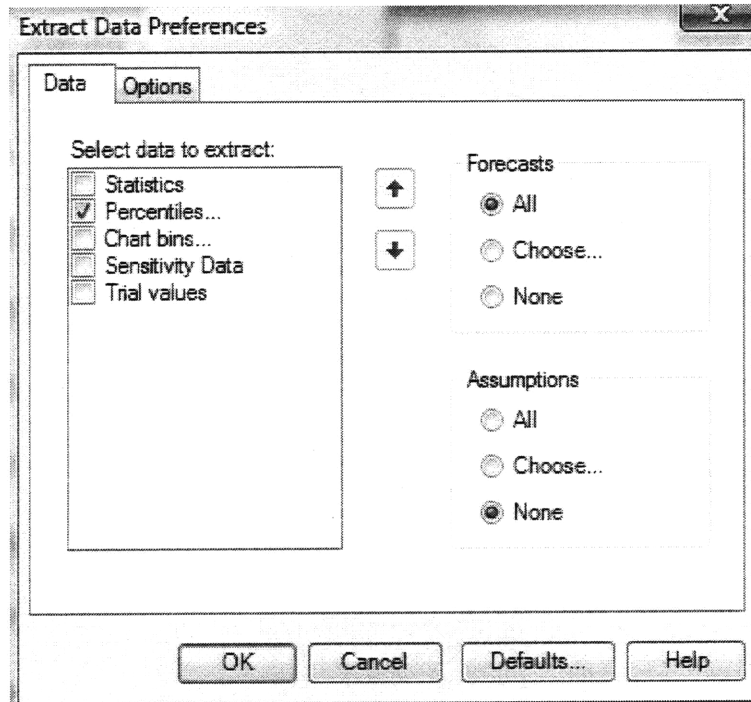 Extract Data Preferences
X
Data
Options
Select data to extract:
Statistics
Percentiles...
Chart bins...
Sensitivity Data
Trial values
Forecasts
All
Choose...
None
Assumptions
All
Choose...
None
OK
Cancel
Defaults...
Help